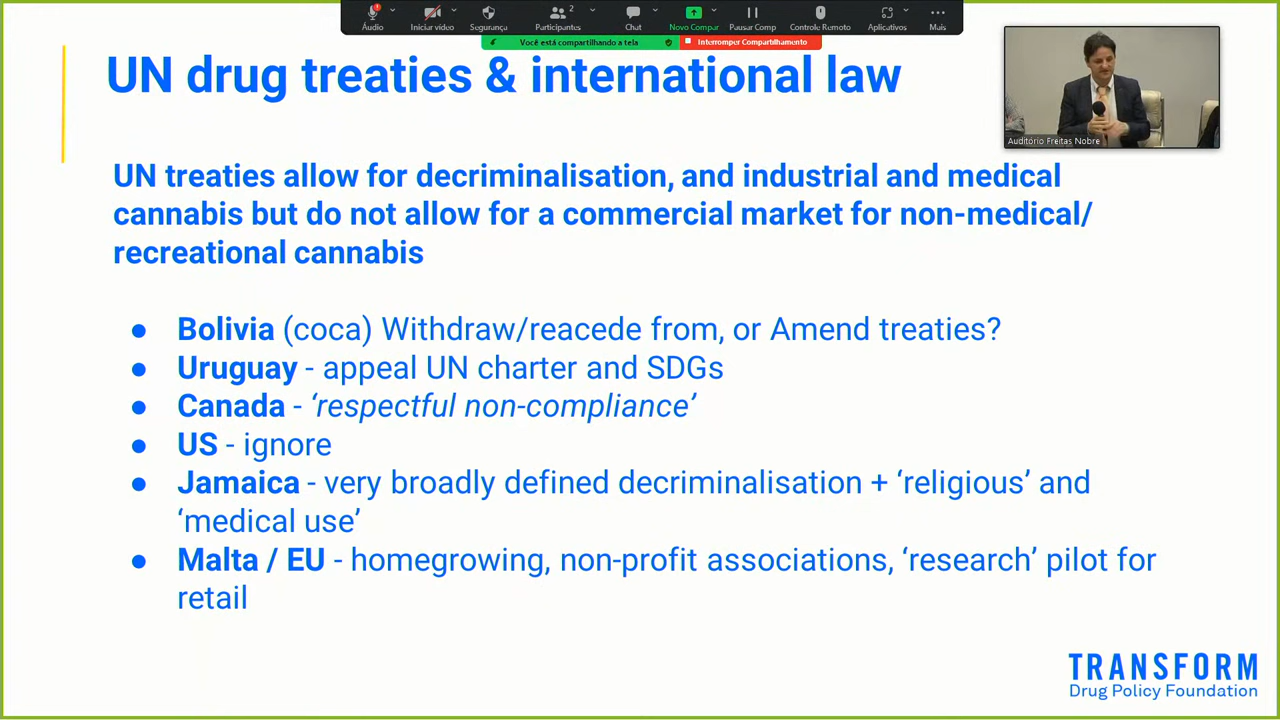 Áudio
Iniciar vídeo
Segurança
Participantes
2
Chat
Novo Compar
Pausar Comp
Controle Remoto
Aplicativos
Mais
Você está compartilhando a tela
Interromper Compartilhamento
UN drug treaties & international law
Auditório Freitas Nobre
UN treaties allow for decriminalisation, and industrial and medical
cannabis but do not allow for a commercial market for non-medical/
recreational cannabis
● Bolivia (coca) Withdraw/reacede from, or Amend treaties?
● Uruguay - appeal UN charter and SDGs
● Canada - ‘respectful non-compliance’
● US - ignore
● Jamaica - very broadly defined decriminalisation + ‘religious’ and
‘medical use’
● Malta / EU - homegrowing, non-profit associations, ‘research’ pilot for
retail
TRANSFORM
Drug Policy Foundation